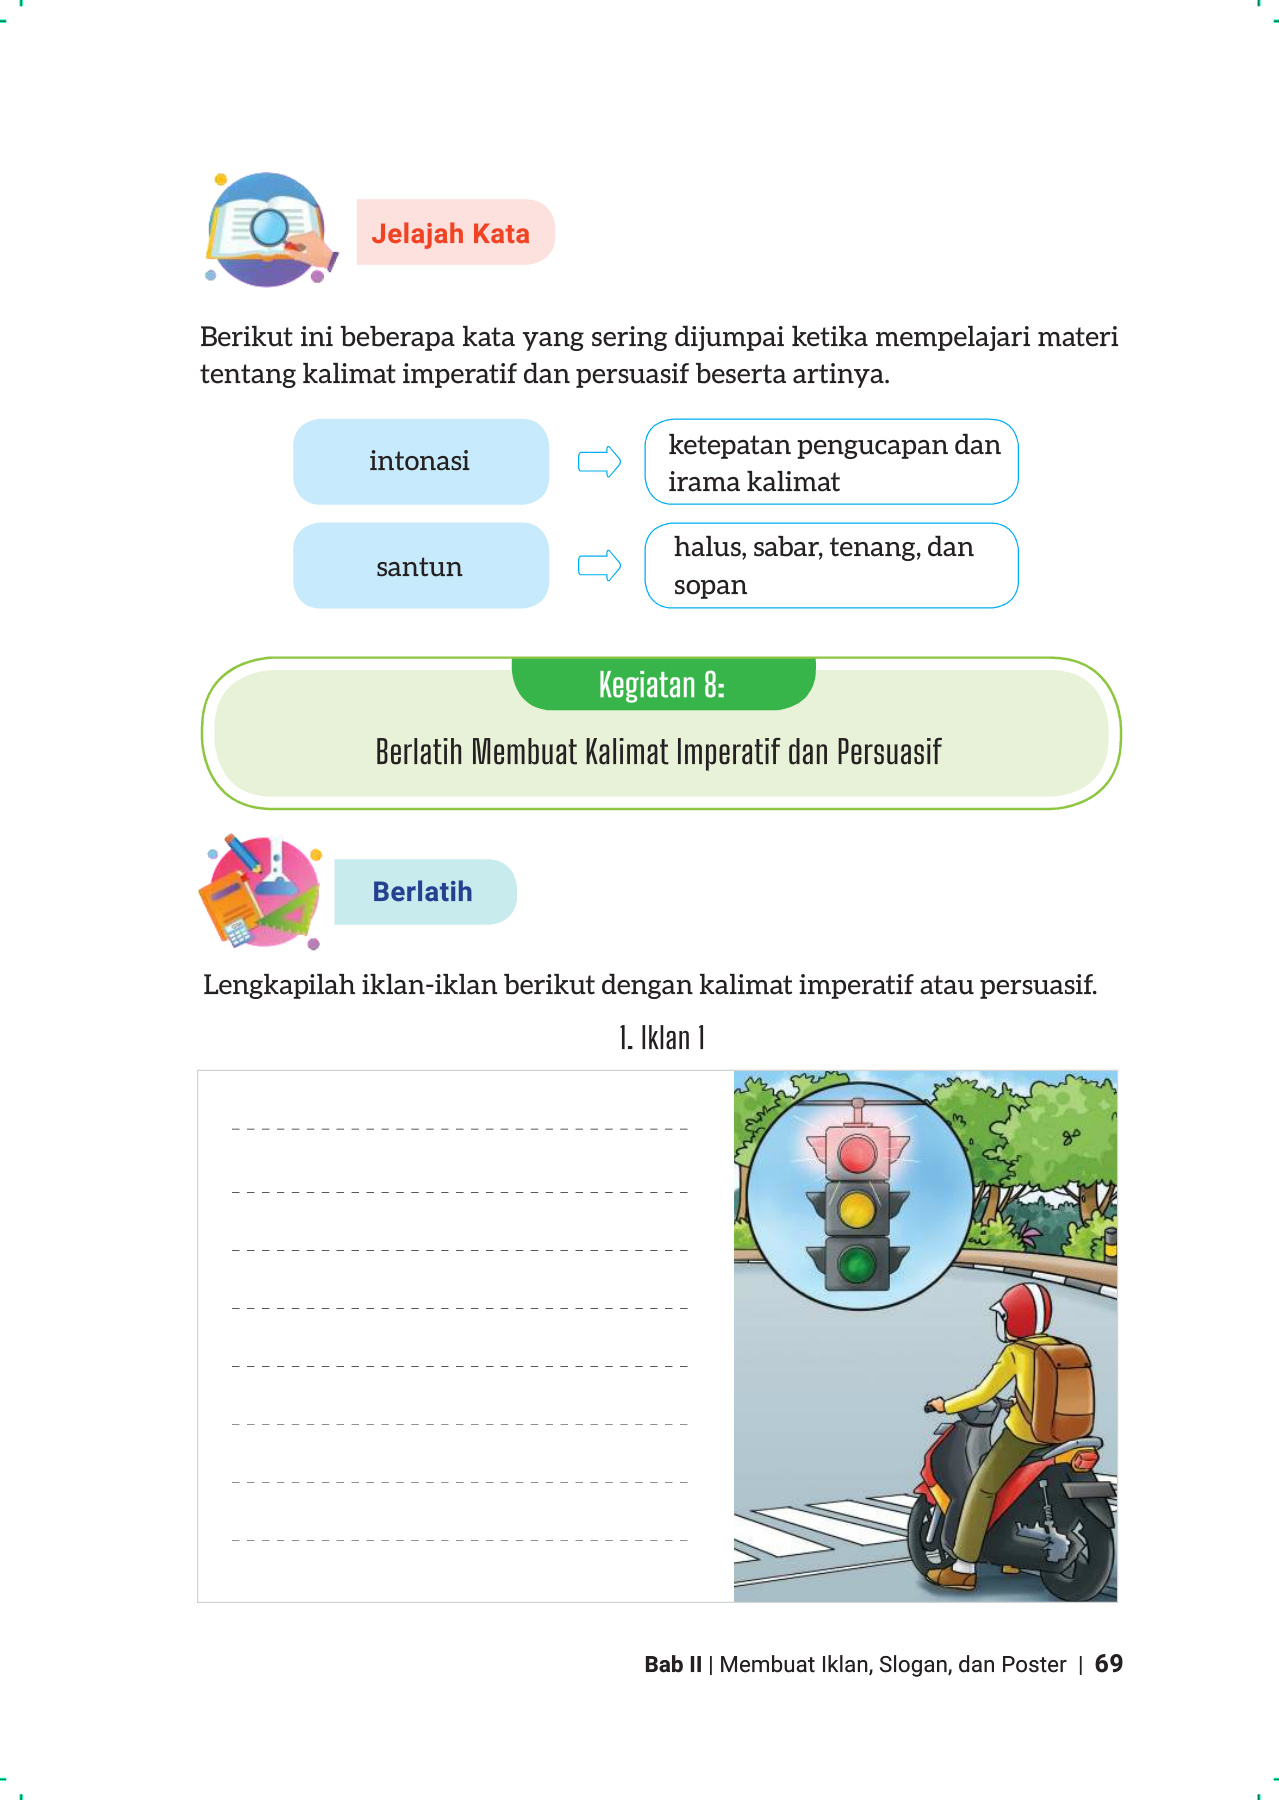 Jelajah Kata
Berikut ini beberapa kata yang sering dijumpai ketika mempelajari materi
tentang kalimat imperatif dan persuasif beserta artinya.
intonasi
ketepatan pengucapan dan
irama kalimat
santun
halus, sabar, tenang, dan
sopan
Kegiatan 8:
Berlatih Membuat Kalimat Imperatif dan Persuasif
Berlatih
Lengkapilah iklan-iklan berikut dengan kalimat imperatif atau persuasif.
1. Iklan 1
Bab II | Membuat Iklan, Slogan, dan Poster | 69